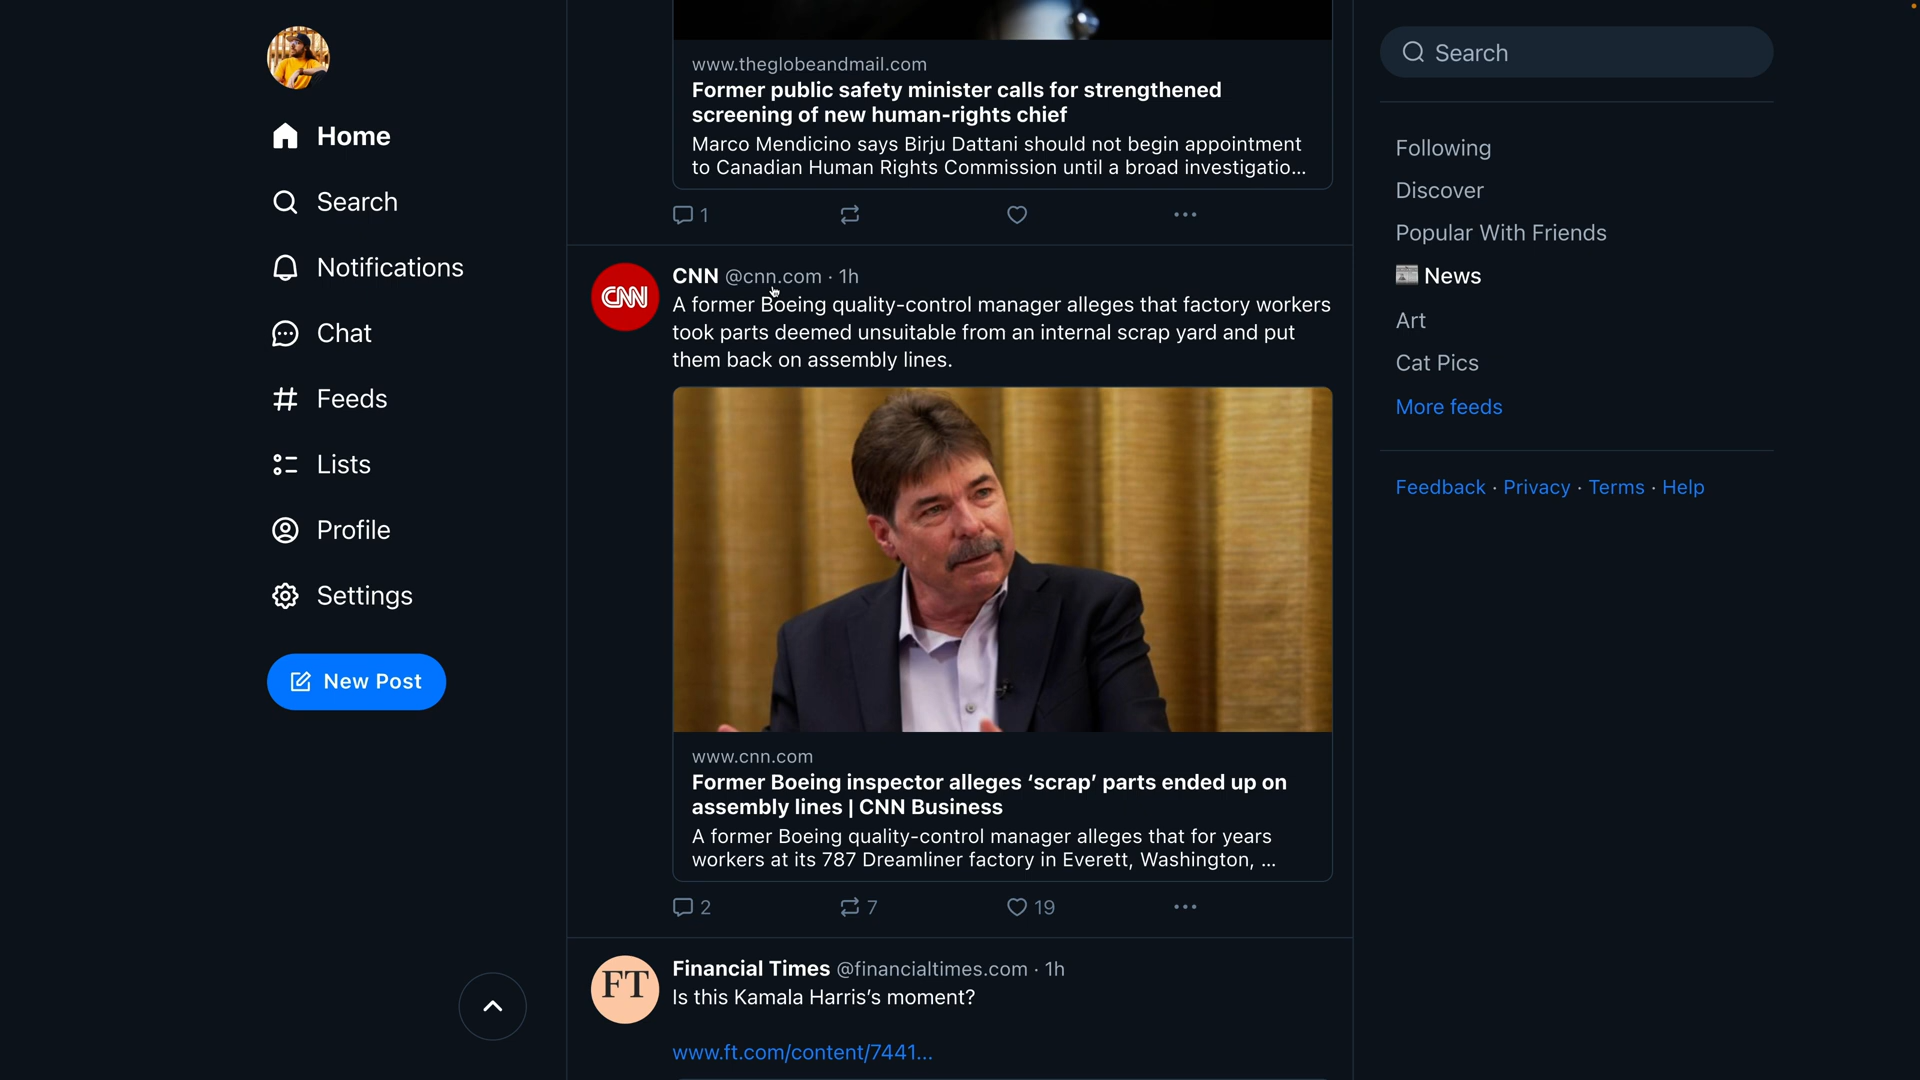 Home
Search
Notifications
Chat
Feeds
Lists
Profile
Settings
New Post
www.theglobeandmail.com
Former public safety minister calls for strengthened
screening of new human-rights chief
Marco Mendicino says Birju Dattani should not begin appointment
to Canadian Human Rights Commission until a broad investigatio...
1
CNN
CNN @cnn.com · 1h
A former Boeing quality-control manager alleges that factory workers
took parts deemed unsuitable from an internal scrap yard and put
them back on assembly lines.
www.cnn.com
Former Boeing inspector alleges ‘scrap’ parts ended up on
assembly lines | CNN Business
A former Boeing quality-control manager alleges that for years
workers at its 787 Dreamliner factory in Everett, Washington, ...
2 7 19
FT
Financial Times @financialtimes.com · 1h
Is this Kamala Harris’s moment?
www.ft.com/content/7441...
Search
Following
Discover
Popular With Friends
News
Art
Cat Pics
More feeds
Feedback · Privacy · Terms · Help